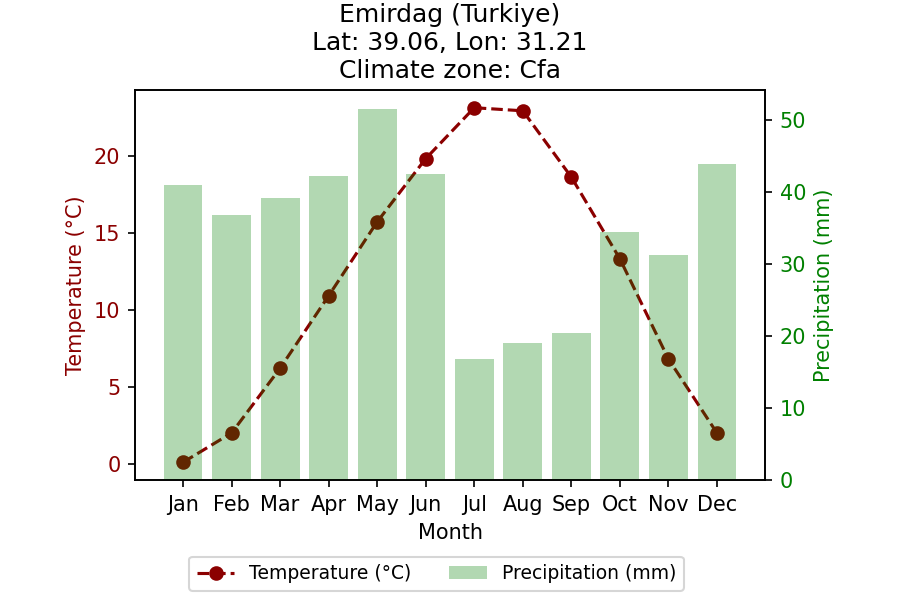 Emirdag (Turkiye)
Lat: 39.06, Lon: 31.21
Climate zone: Cfa
Temperature (°C)
20
15
10
5
0
50
40
30
20
10
0
Precipitation (mm)
Jan Feb Mar Apr May Jun Jul Aug Sep Oct Nov Dec
Month
Temperature (°C) Precipitation (mm)